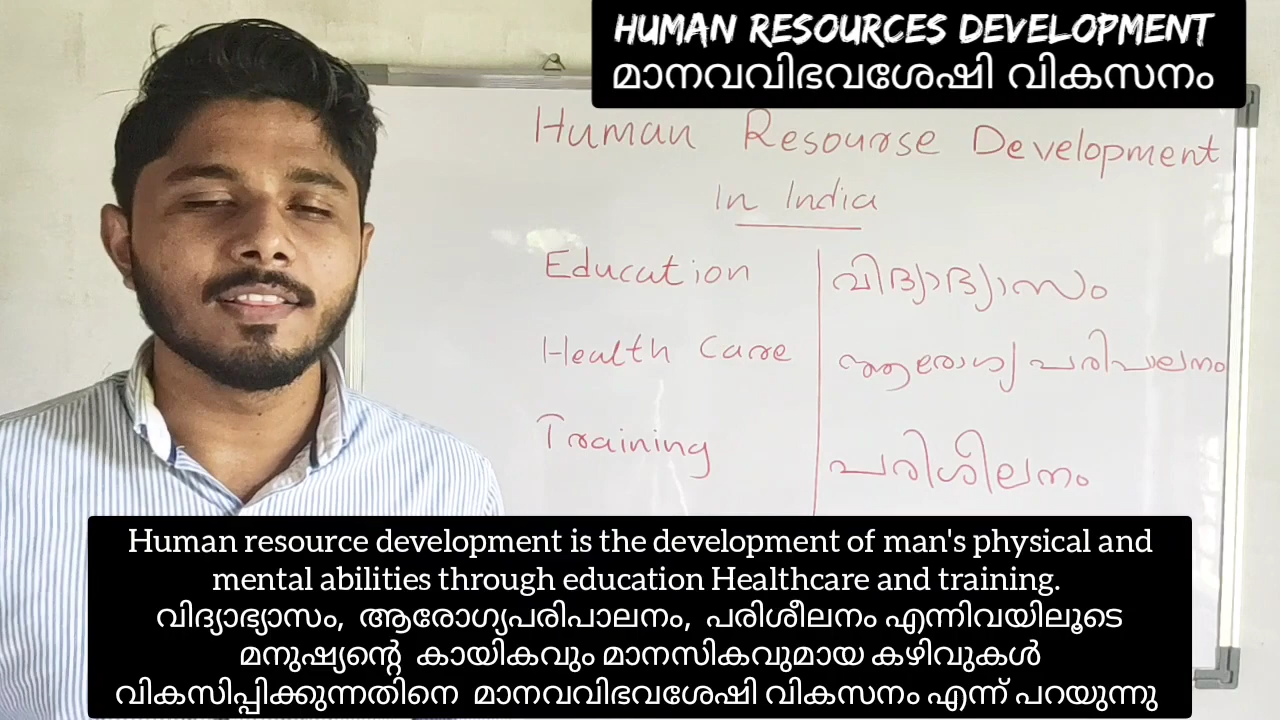 HUMAN RESOURCES DEVELOPMENT
മാനവവിഭവശേഷി വികസനം
Human Resourse Development
In India
Education വിദ്യാദ്യാസം
Health Care ആരോഗ്യ പരിപാലനം
Training പരിശീലനം
Human resource development is the development of man's physical and
mental abilities through education Healthcare and training.
വിദ്യാഭ്യാസം, ആരോഗ്യപരിപാലനം, പരിശീലനം എന്നിവയിലൂടെ
മനുഷ്യന്റെ കായികവും മാനസികവുമായ കഴിവുകൾ
വികസിപ്പിക്കുന്നതിനെ മാനവവിഭവശേഷി വികസനം എന്ന് പറയുന്നു